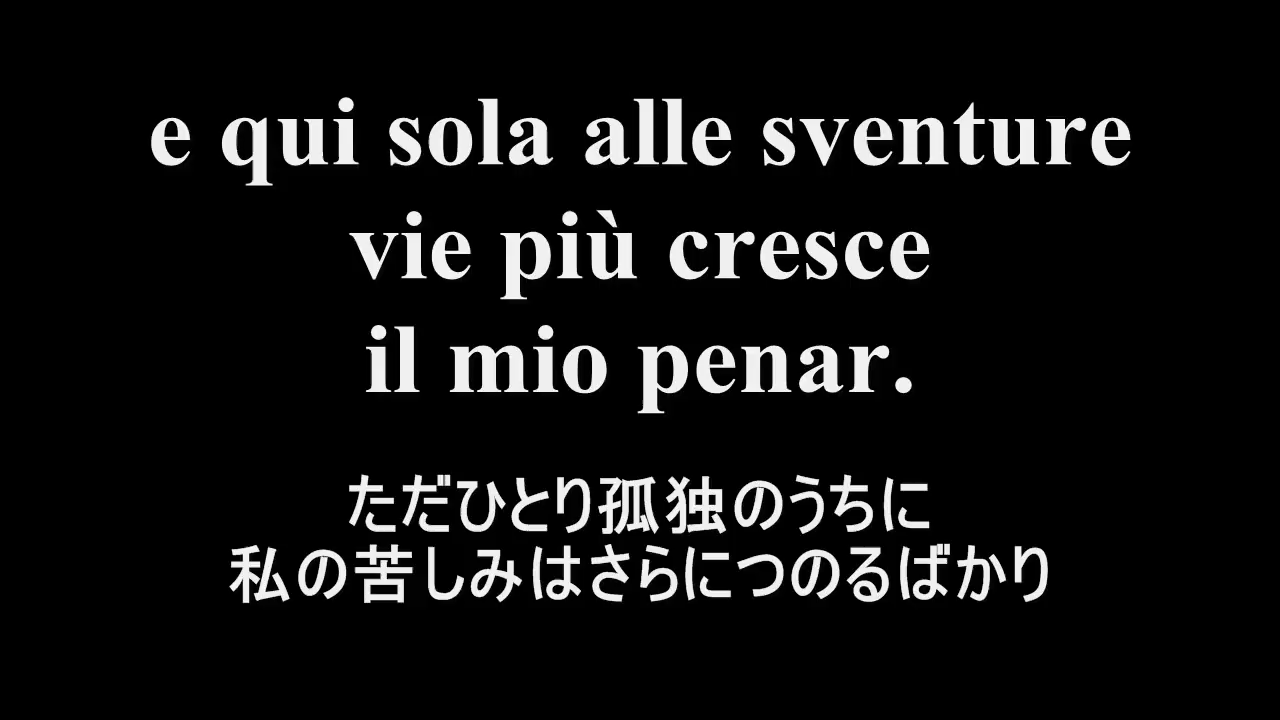 e qui sola alle sventure
vie più cresce
il mio penar.
ただひとり孤独のうちに
私の苦しみはさらにつのるばかり